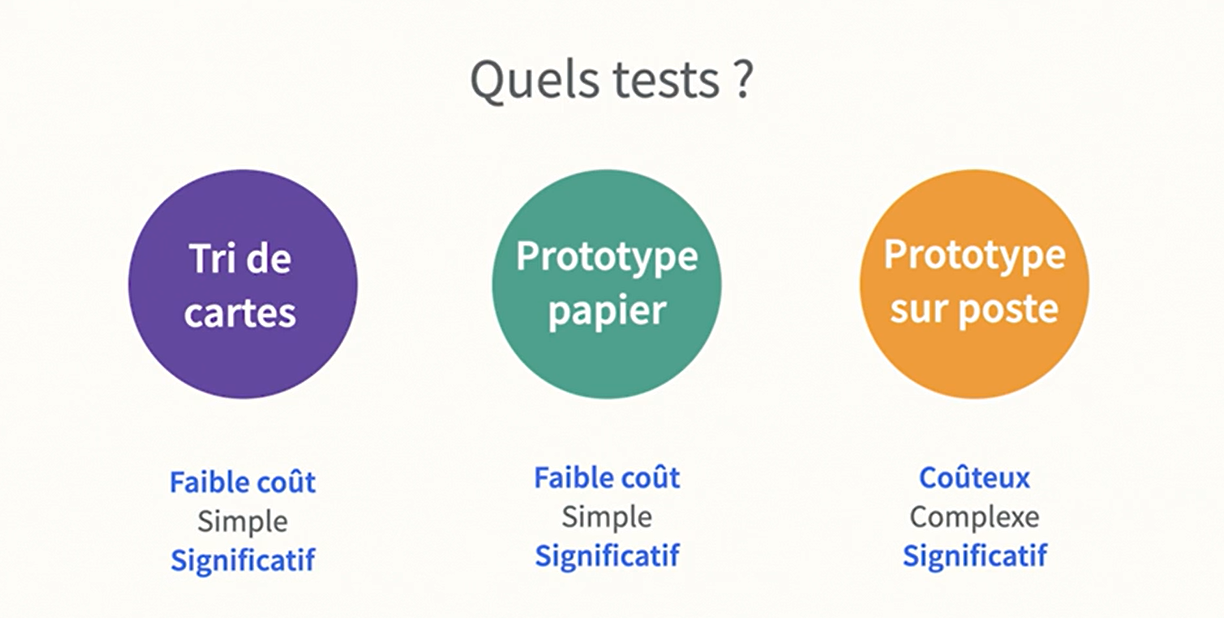 Quels tests ?
Tri de
cartes
Prototype
papier
Prototype
sur poste
Faible coût
Simple
Significatif
Faible coût
Simple
Significatif
Coûteux
Complexe
Significatif